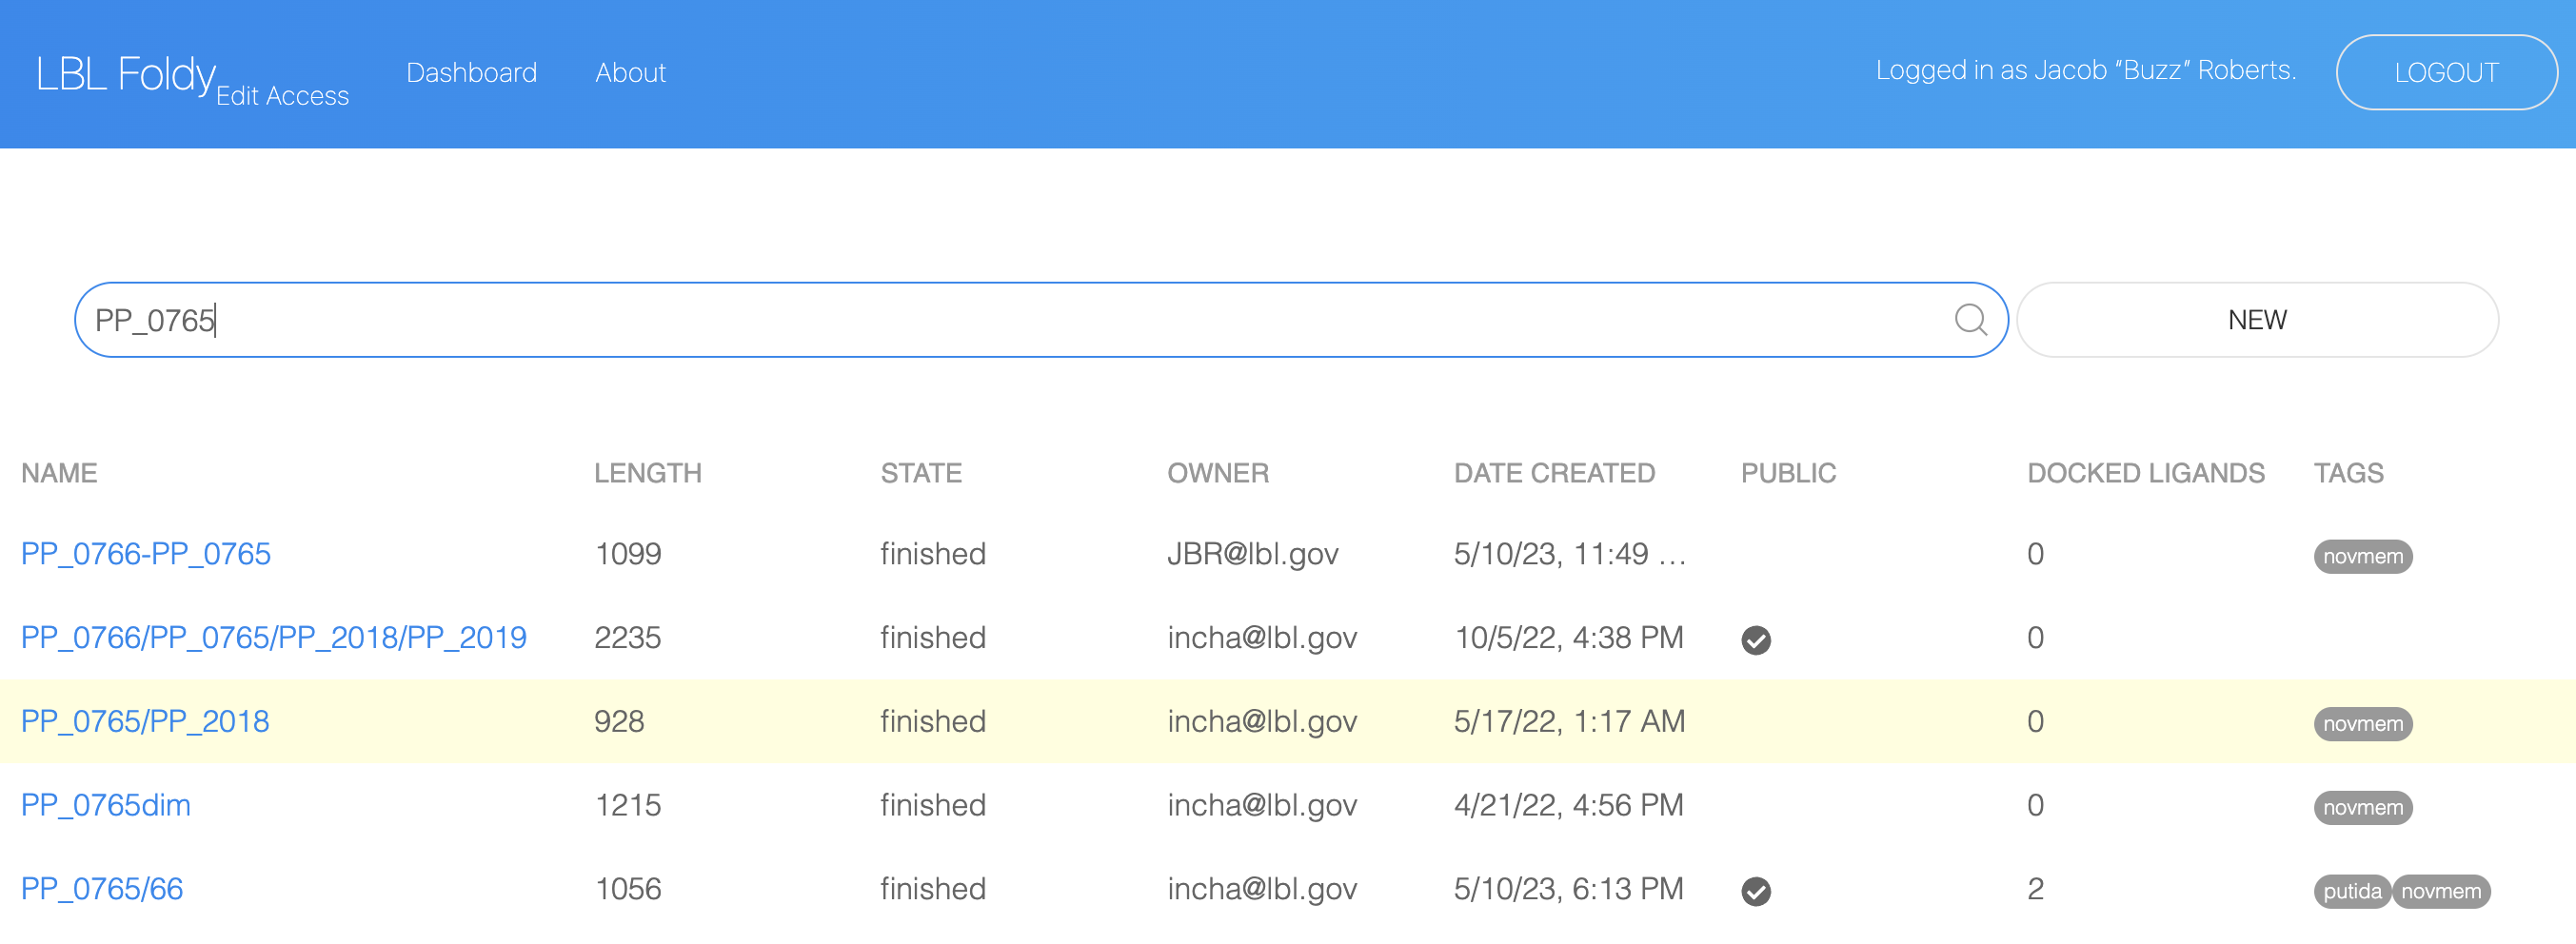 LBL Foldy Edit Access Dashboard About Logged in as Jacob “Buzz” Roberts. LOGOUT
PP_0765 NEW
NAME LENGTH STATE OWNER DATE CREATED PUBLIC DOCKED LIGANDS TAGS
PP_0766-PP_0765 1099 finished JBR@lbl.gov 5/10/23, 11:49 … 0 novmem
PP_0766/PP_0765/PP_2018/PP_2019 2235 finished incha@lbl.gov 10/5/22, 4:38 PM 0
PP_0765/PP_2018 928 finished incha@lbl.gov 5/17/22, 1:17 AM 0 novmem
PP_0765dim 1215 finished incha@lbl.gov 4/21/22, 4:56 PM 0 novmem
PP_0765/66 1056 finished incha@lbl.gov 5/10/23, 6:13 PM 2 putida novmem